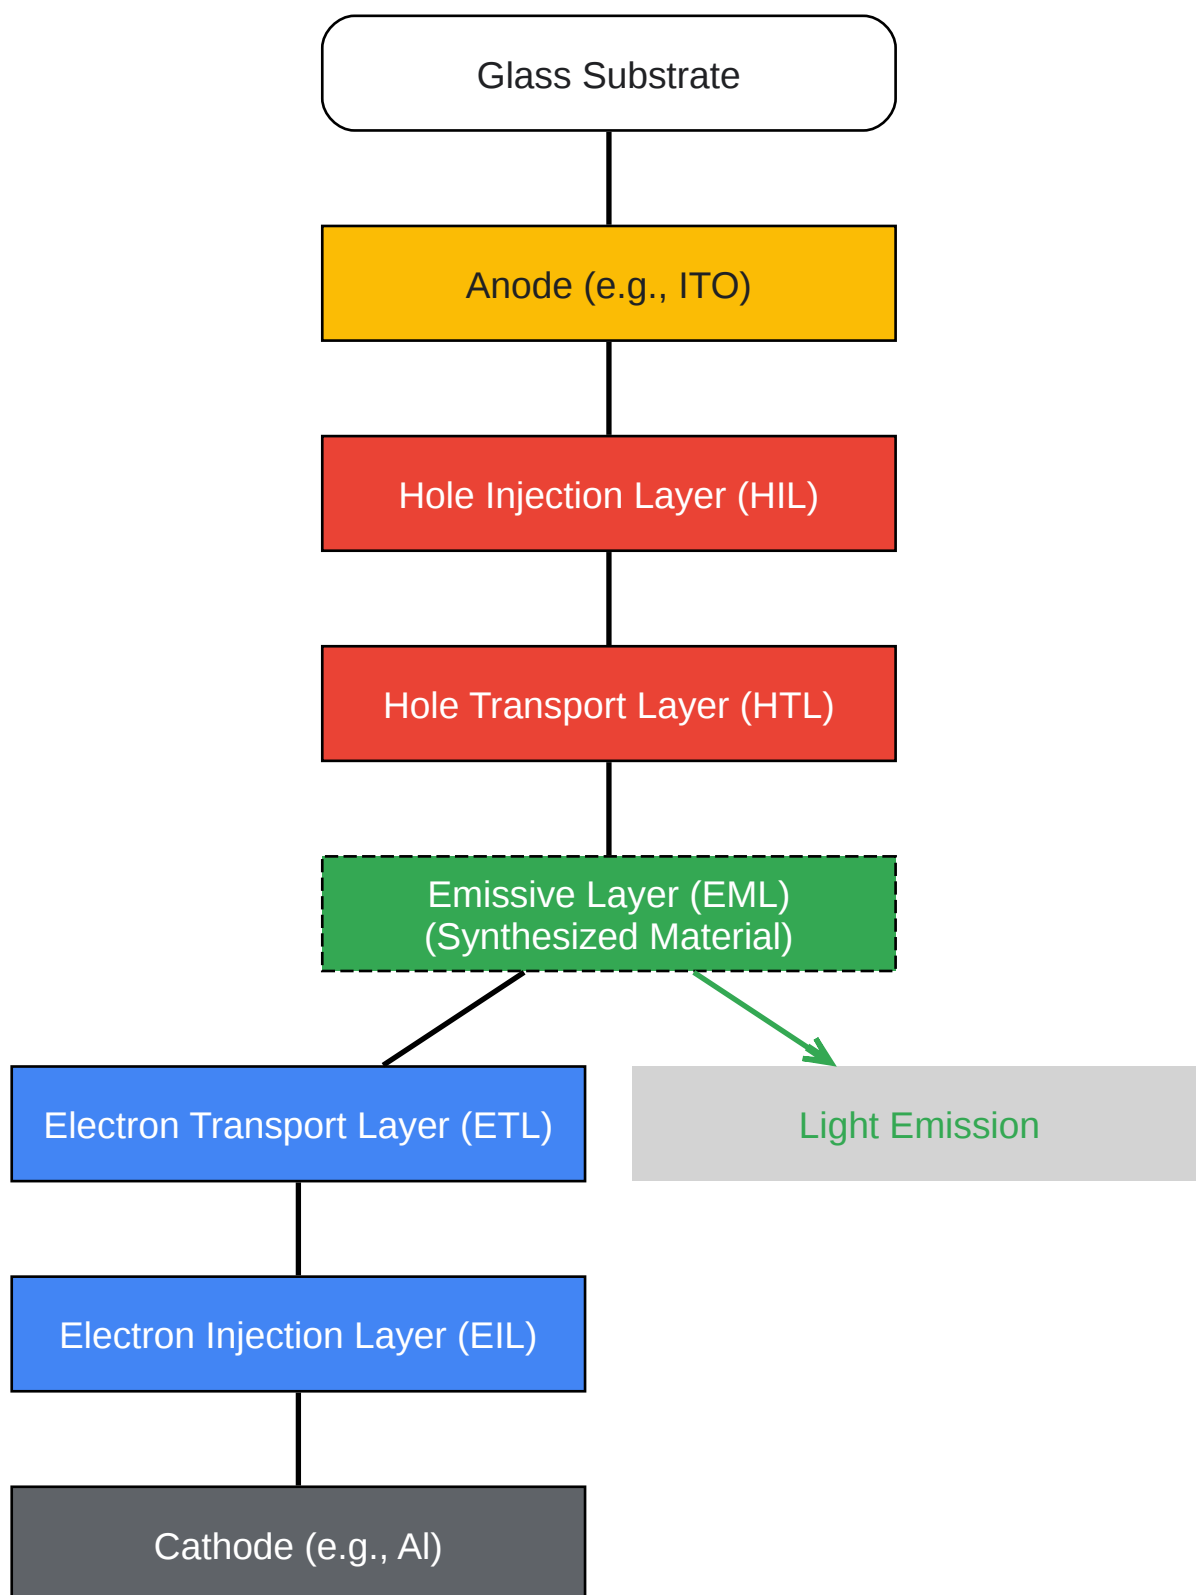 Glass Substrate
Anode (e.g., ITO)
Hole Injection Layer (HIL)
Hole Transport Layer (HTL)
Emissive Layer (EML)
(Synthesized Material)
Electron Transport Layer (ETL)
Light Emission
Electron Injection Layer (EIL)
Cathode (e.g., Al)